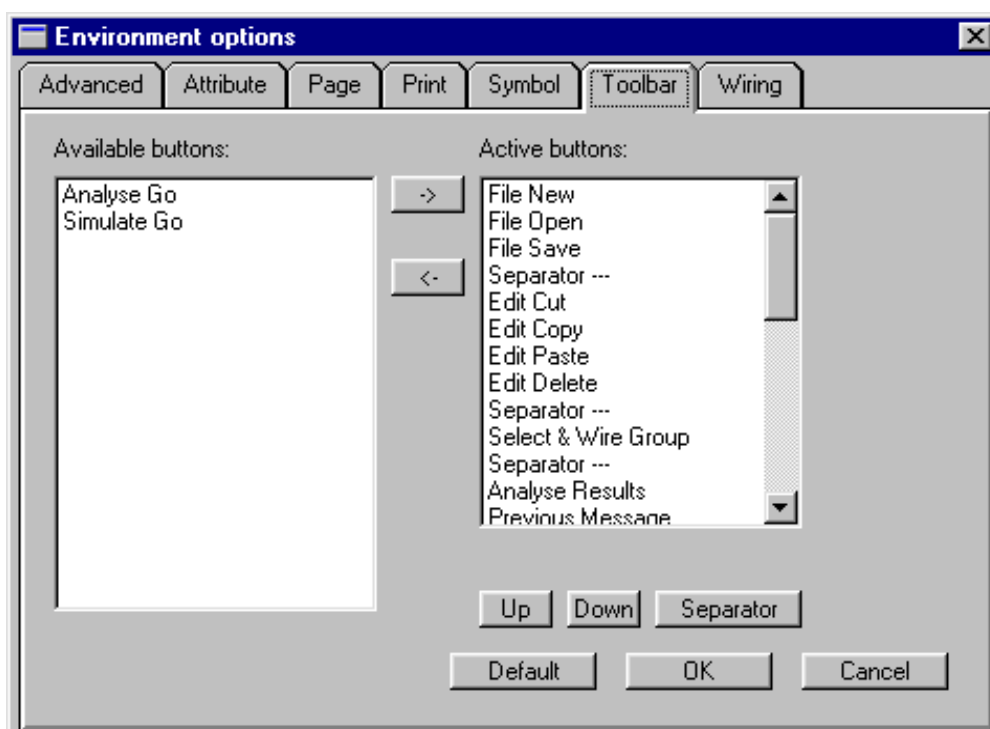 Environment options
Advanced Attribute Page Print Symbol Toolbar Wiring
Available buttons:
Analyse Go
Simulate Go
->
<-
Active buttons:
File New
File Open
File Save
Separator ---
Edit Cut
Edit Copy
Edit Paste
Edit Delete
Separator ---
Select & Wire Group
Separator ---
Analyse Results
Previous Message
Up Down Separator
Default OK Cancel